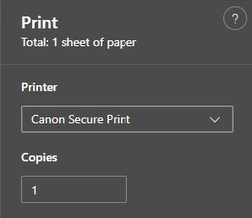 Print
?
Total: 1 sheet of paper
Printer
Canon Secure Print
Copies
1